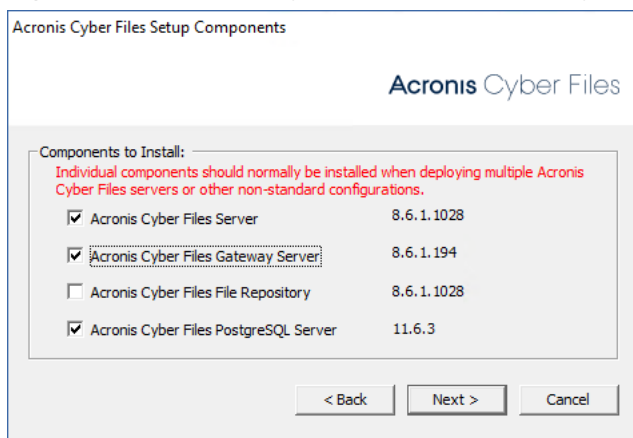 Acronis Cyber Files Setup Components
Acronis Cyber Files
Components to Install:
Individual components should normally be installed when deploying multiple Acronis
Cyber Files servers or other non-standard configurations.
Acronis Cyber Files Server 8.6.1.1028
Acronis Cyber Files Gateway Server 8.6.1.194
Acronis Cyber Files File Repository 8.6.1.1028
Acronis Cyber Files PostgreSQL Server 11.6.3
< Back Next > Cancel